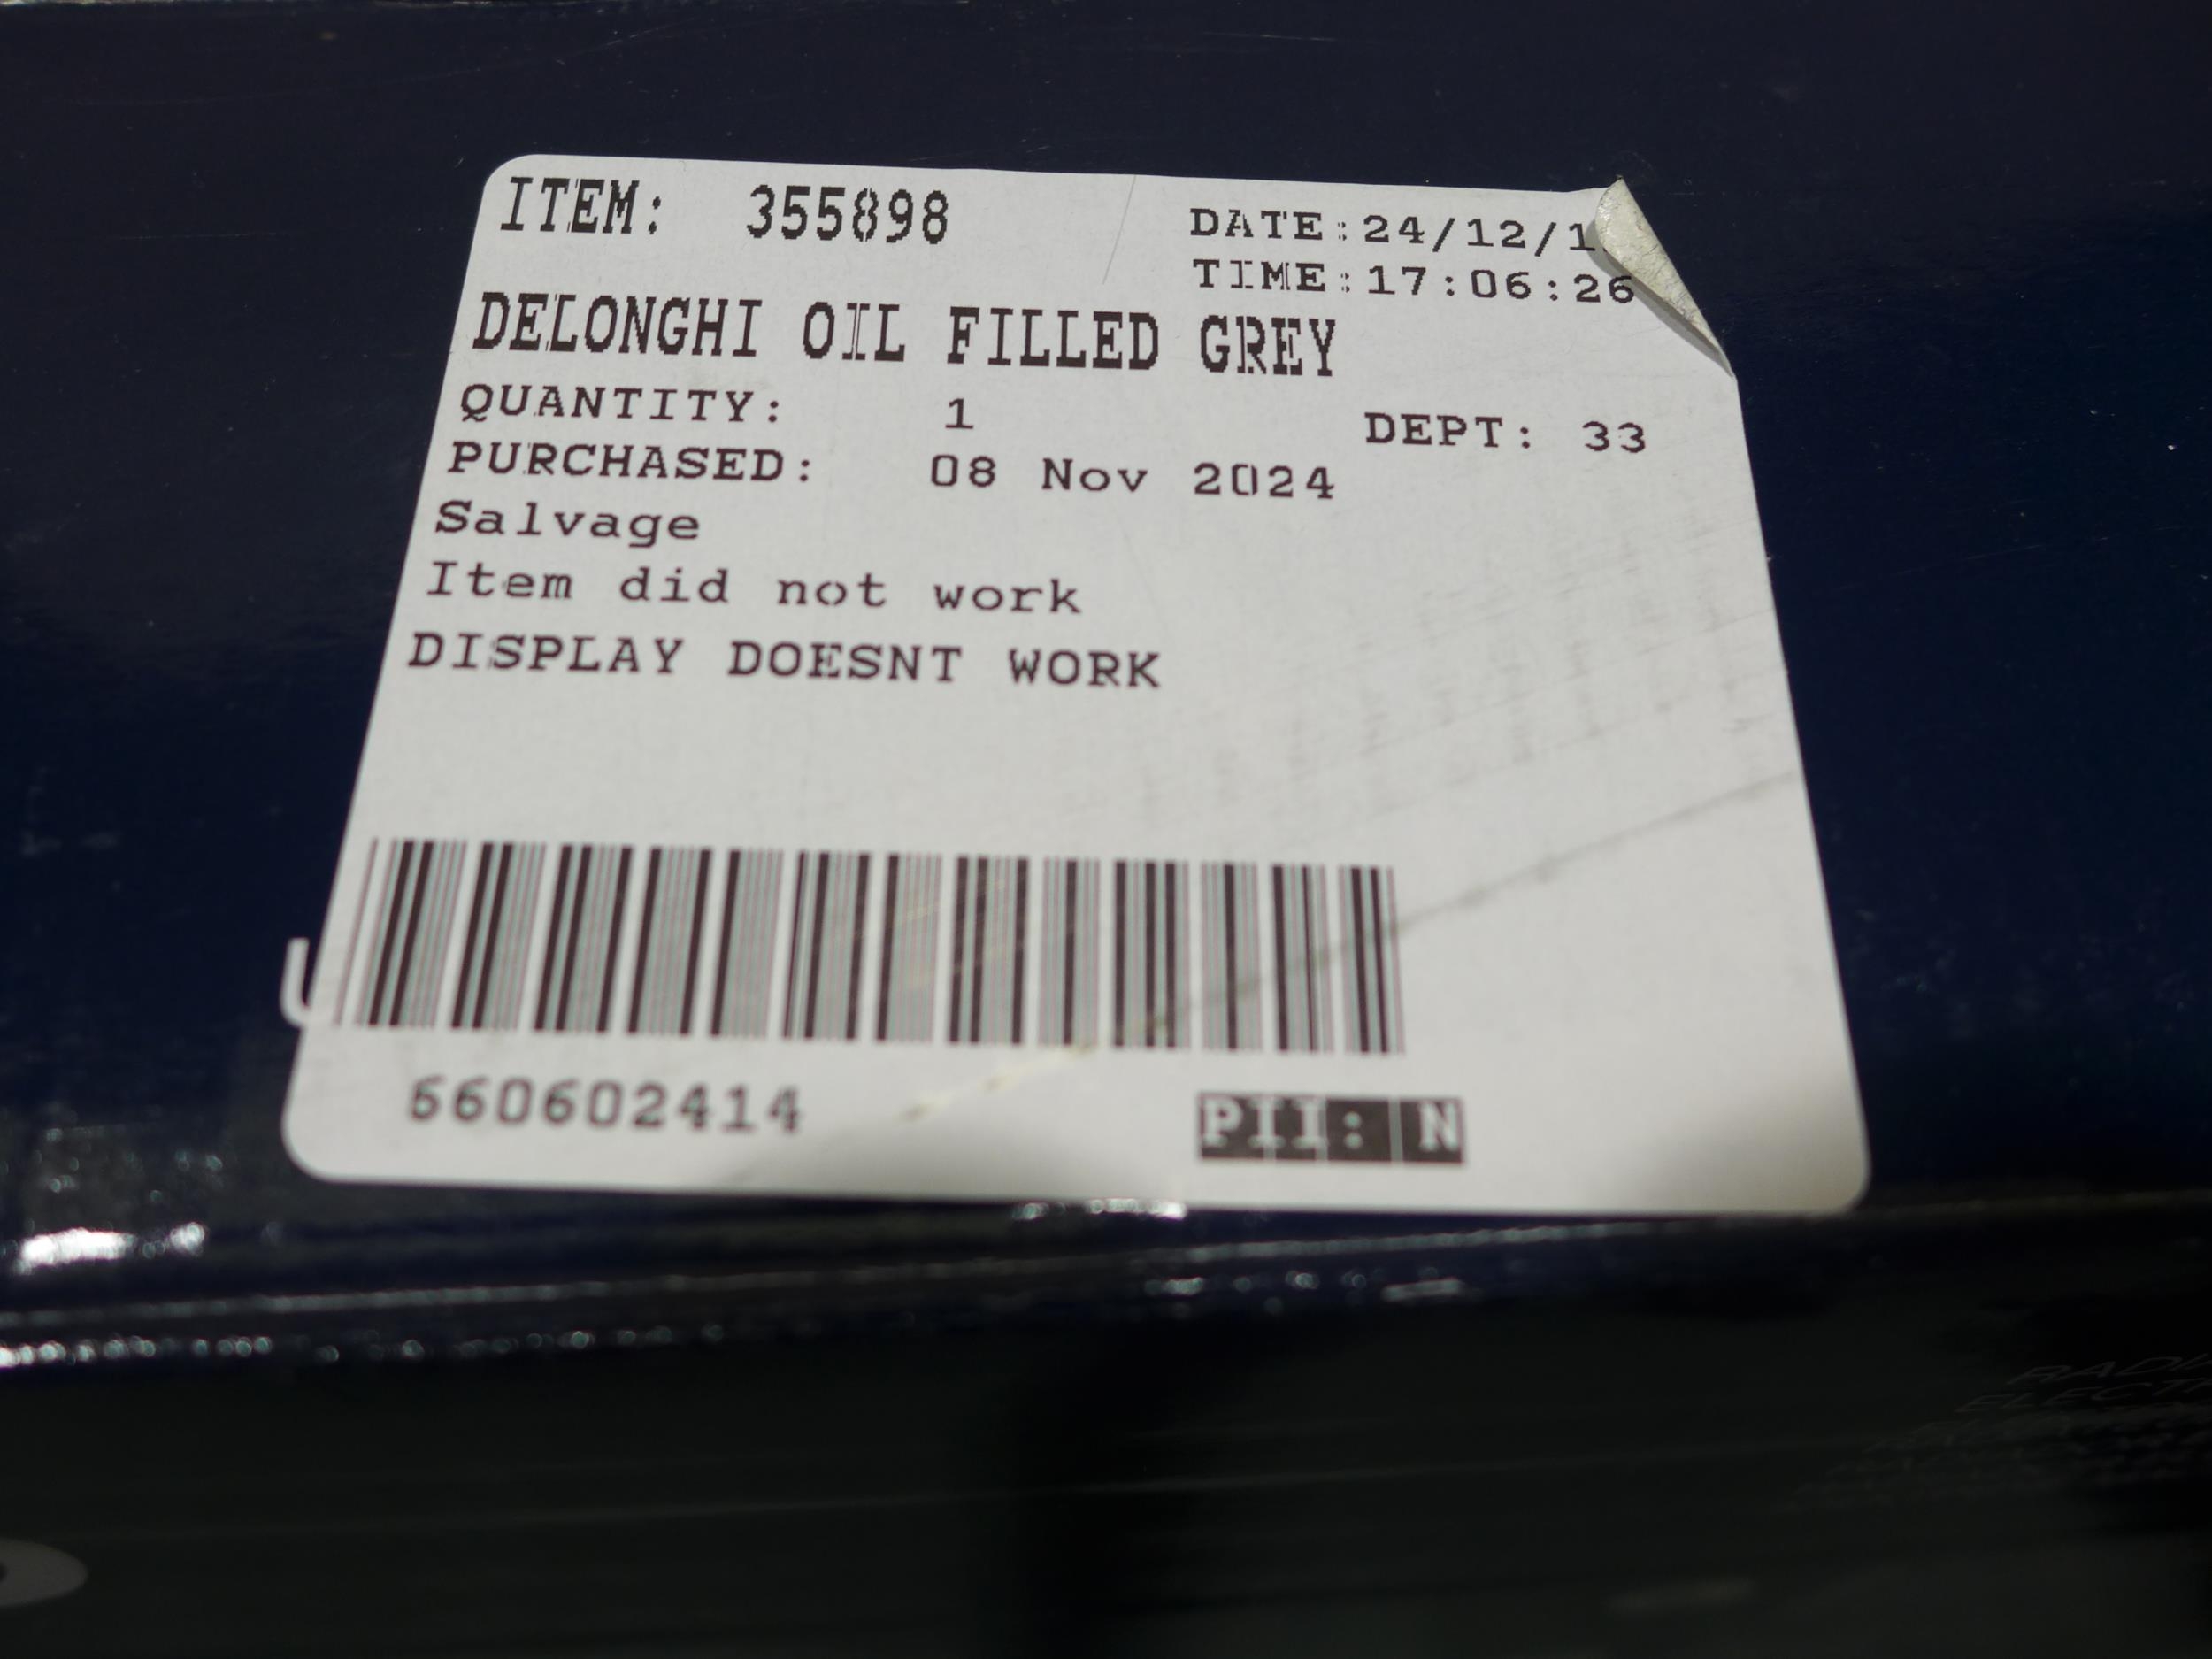 ITEM: 355898
DATE:24/12/1
TIME:17:06:26
DELONGHI OIL FILLED GREY
QUANTITY: 1
DEPT: 33
PURCHASED: 08 Nov 2024
Salvage
Item did not work
DISPLAY DOESNT WORK
660602414
PII: N